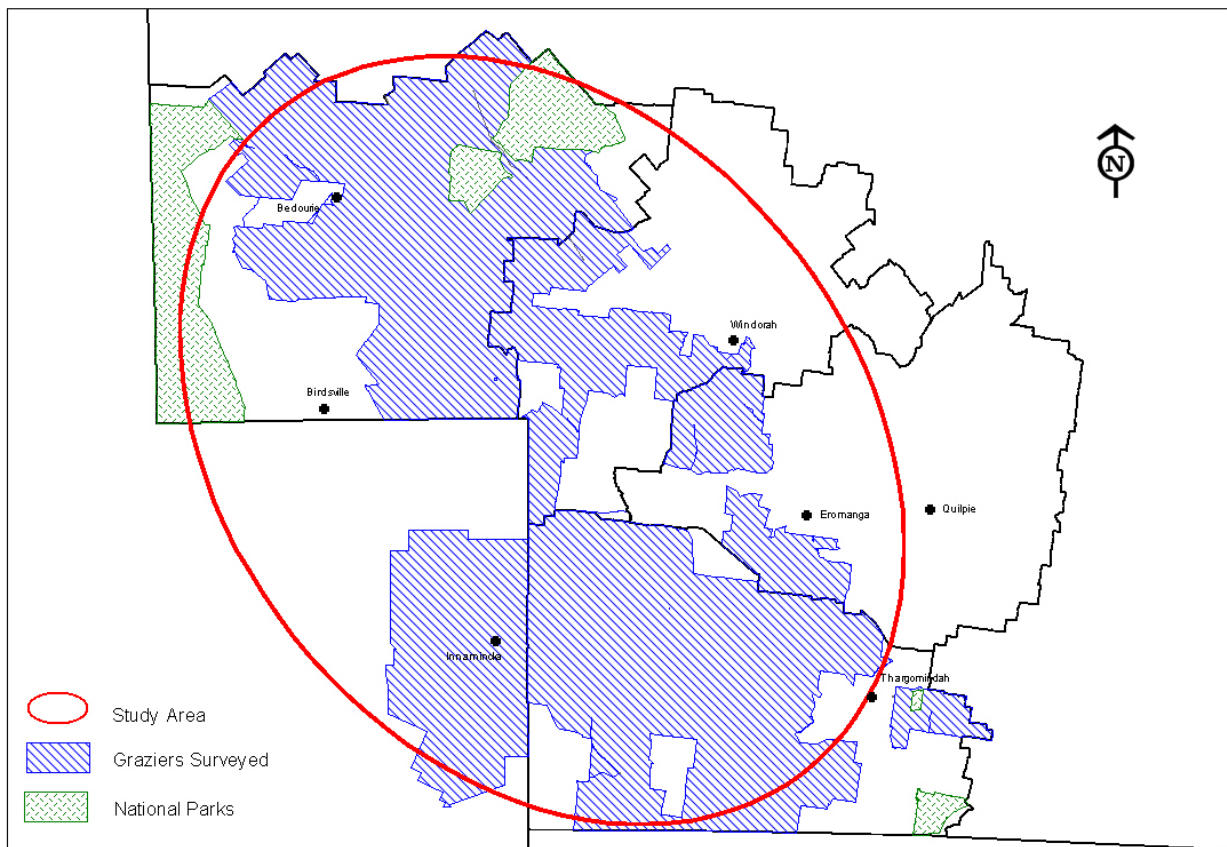 N
Bedourie
Windorah
Birdsville
Eromanga
Quilpie
Innamincka
Thargomindah
Study Area
Graziers Surveyed
National Parks